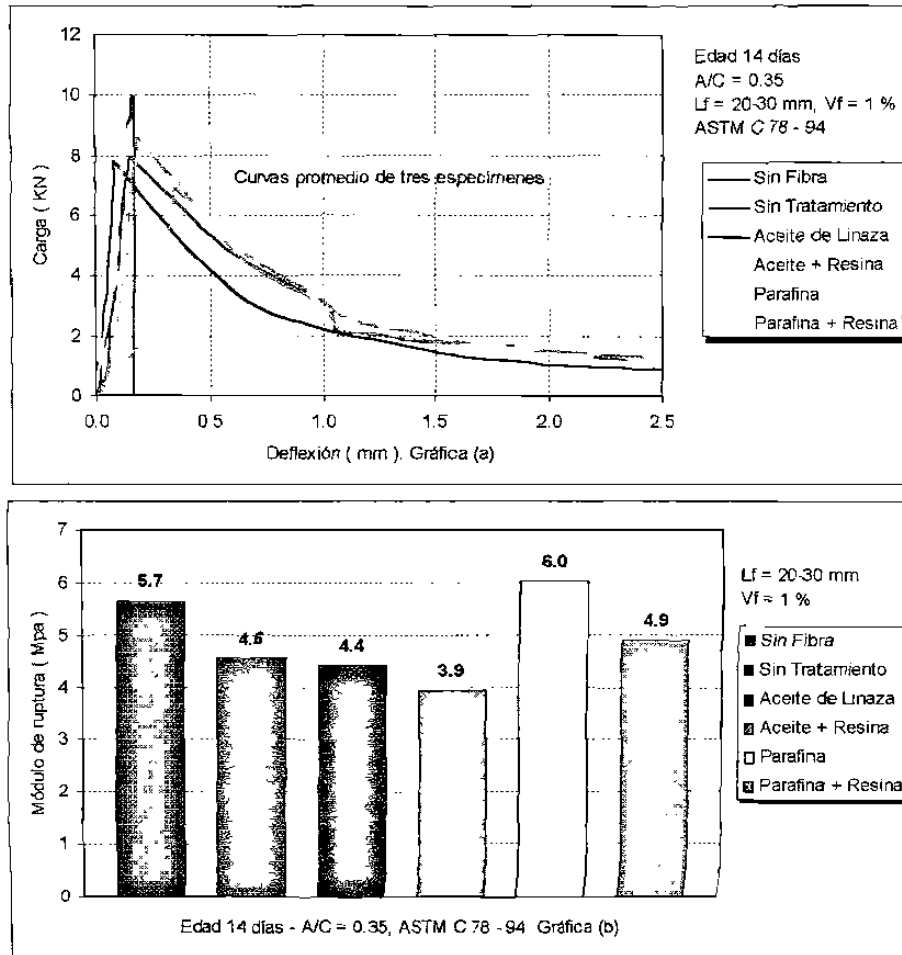 12
10
8
6
4
2
0
Carga ( KN )
0.0
0.5
1.0
1.5
2.0
2.5
Deflexión ( mm ). Gráfica (a)
Curvas promedio de tres especímenes
Edad 14 días
A/C = 0.35
Lf = 20-30 mm, Vf = 1 %
ASTM C 78 - 94
Sin Fibra
Sin Tratamiento
Aceite de Linaza
Aceite + Resina
Parafina
Parafina + Resina
7
6
5
4
3
2
1
0
Módulo de ruptura ( Mpa )
5.7
4.6
4.4
3.9
6.0
4.9
Edad 14 días - A/C = 0.35, ASTM C 78 - 94 Gráfica (b)
Lf = 20-30 mm
Vf = 1 %
Sin Fibra
Sin Tratamiento
Aceite de Linaza
Aceite + Resina
Parafina
Parafina + Resina